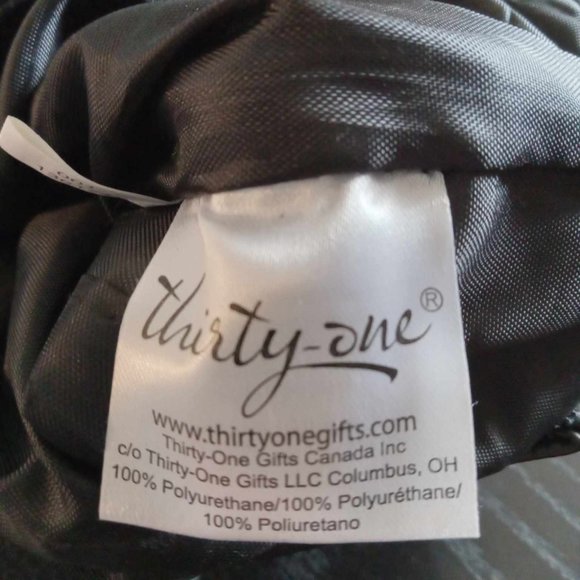 thirty-one®
www.thirtyonegifts.com
Thirty-One Gifts Canada Inc
c/o Thirty-One Gifts LLC Columbus, OH
100% Polyurethane/100% Polyuréthane/
100% Poliuretano